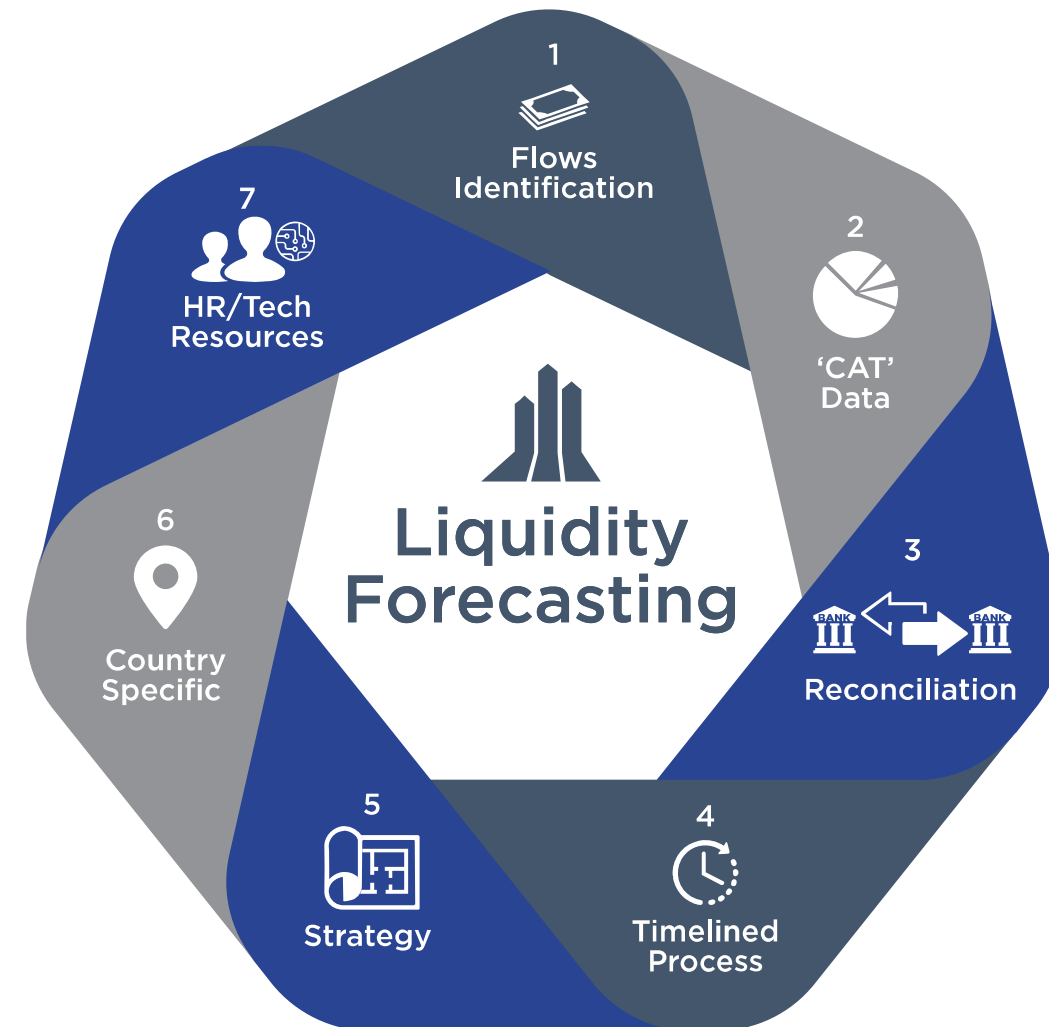 1
Flows
Identification
2
‘CAT’
Data
3
BANK
BANK
Reconciliation
4
Timelined
Process
5
Strategy
6
Country
Specific
7
HR/Tech
Resources
Liquidity
Forecasting